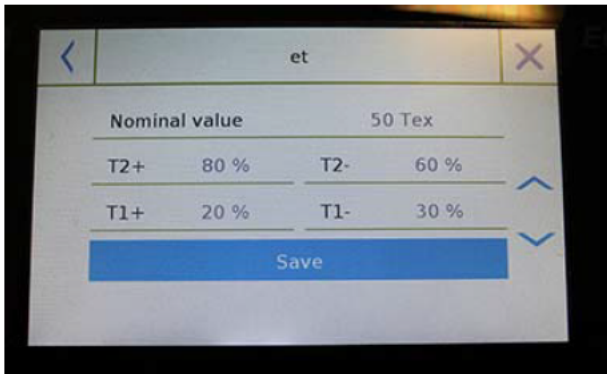 et
Nominal value 50 Tex
T2+ 80 % T2- 60 %
T1+ 20 % T1- 30 %
Save